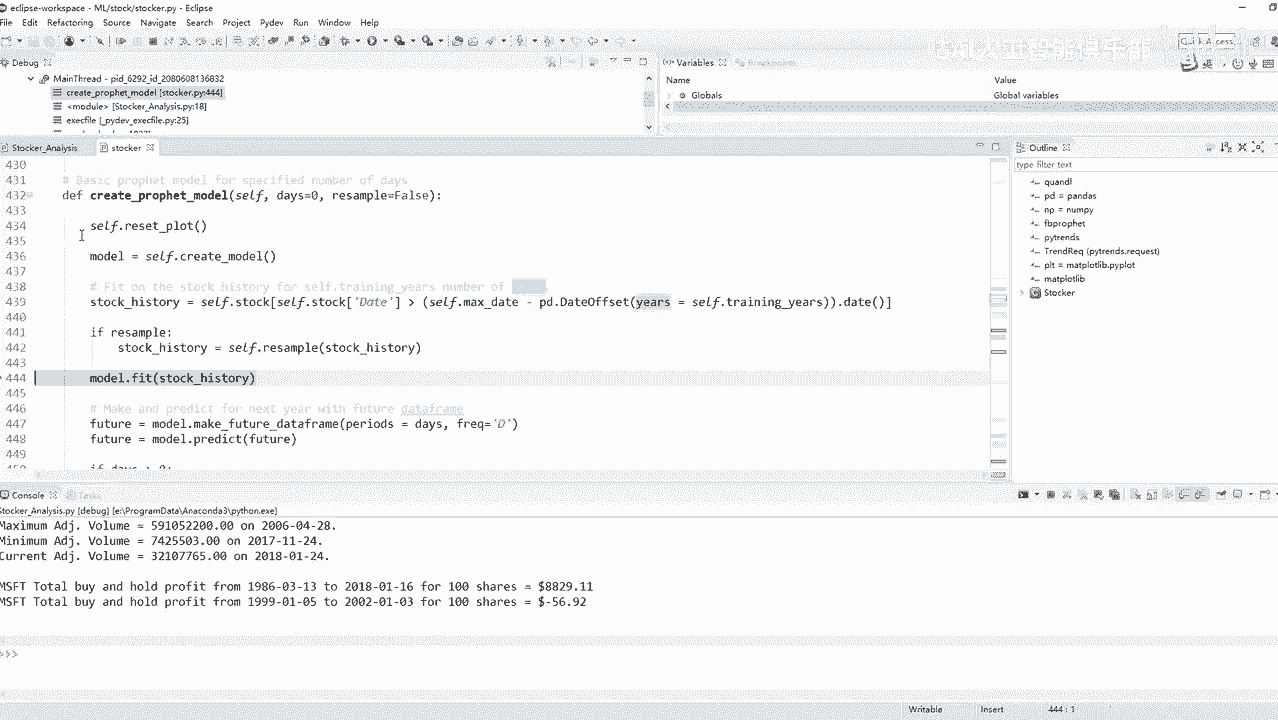 eclipse-workspace - ML/stock/stocker.py - Eclipse
File Edit Refactoring Source Navigate Search Project Pydev Run Window Help
Debug
MainThread - pid_6292_id_2080608136832
create_prophet_model [stocker.py:444]
<module> [Stocker_Analysis.py:18]
execfile [_pydev_execfile.py:25]
Variables Breakpoints
Name Value
Globals Global variables
Stocker_Analysis stocker
430
431 # Basic prophet model for specified number of days
432 def create_prophet_model(self, days=0, resample=False):
433
434 self.reset_plot()
435
436 model = self.create_model()
437
438 # Fit on the stock history for self.training_years number of
439 stock_history = self.stock[self.stock['Date'] > (self.max_date - pd.DateOffset(years = self.training_years)).date()]
440
441 if resample:
442 stock_history = self.resample(stock_history)
443
444 model.fit(stock_history)
445
446 # Make and predict for next year with future dataframe
447 future = model.make_future_dataframe(periods = days, freq='D')
448 future = model.predict(future)
449
if days > 0:
Outline
type filter text
quandl
pd = pandas
np = numpy
fbprophet
pytrends
TrendReq (pytrends.request)
plt = matplotlib.pyplot
matplotlib
Stocker
Console Tasks
Stocker_Analysis.py [debug] [e:\ProgramData\Anaconda3\python.exe]
Maximum Adj. Volume = 591052200.00 on 2006-04-28.
Minimum Adj. Volume = 7425503.00 on 2017-11-24.
Current Adj. Volume = 32107765.00 on 2018-01-24.
MSFT Total buy and hold profit from 1986-03-13 to 2018-01-16 for 100 shares = $8829.11
MSFT Total buy and hold profit from 1999-01-05 to 2002-01-03 for 100 shares = $-56.92
>>>
Writable Insert 444 : 1